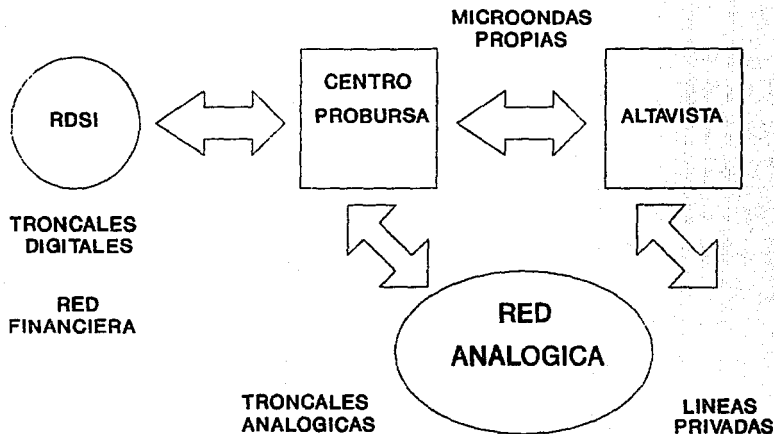 MICROONDAS
PROPIAS
RDSI
CENTRO
PROBURSA
ALTAVISTA
TRONCALES
DIGITALES
RED
FINANCIERA
RED
ANALOGICA
TRONCALES
ANALOGICAS
LINEAS
PRIVADAS